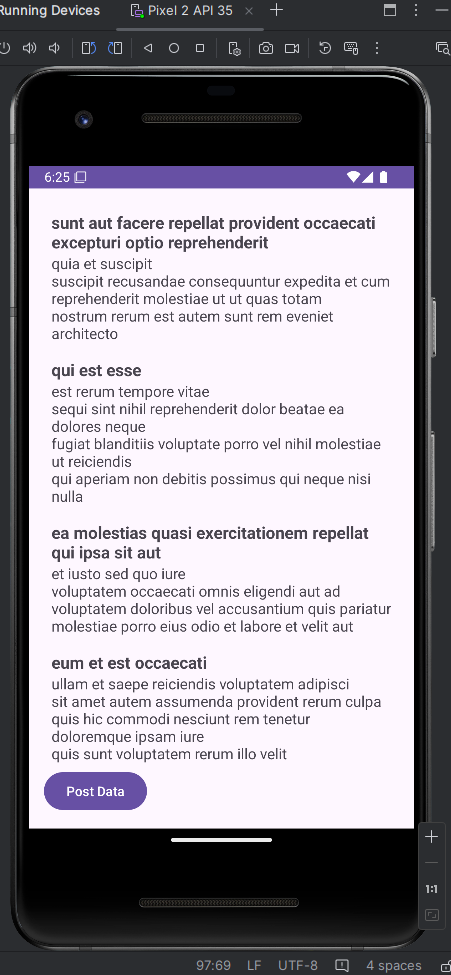 Running Devices
Pixel 2 API 35
6:25
sunt aut facere repellat provident occaecati
excepturi optio reprehenderit
quia et suscipit
suscipit recusandae consequuntur expedita et cum
reprehenderit molestiae ut ut quas totam
nostrum rerum est autem sunt rem eveniet
architecto
qui est esse
est rerum tempore vitae
sequi sint nihil reprehenderit dolor beatae ea
dolores neque
fugiat blanditiis voluptate porro vel nihil molestiae
ut reiciendis
qui aperiam non debitis possimus qui neque nisi
nulla
ea molestias quasi exercitationem repellat
qui ipsa sit aut
et iusto sed quo iure
voluptatem occaecati omnis eligendi aut ad
voluptatem doloribus vel accusantium quis pariatur
molestiae porro eius odio et labore et velit aut
eum et est occaecati
ullam et saepe reiciendis voluptatem adipisci
sit amet autem assumenda provident rerum culpa
quis hic commodi nesciunt rem tenetur
doloremque ipsam iure
quis sunt voluptatem rerum illo velit
Post Data
1:1
97:69 LF UTF-8 4 spaces